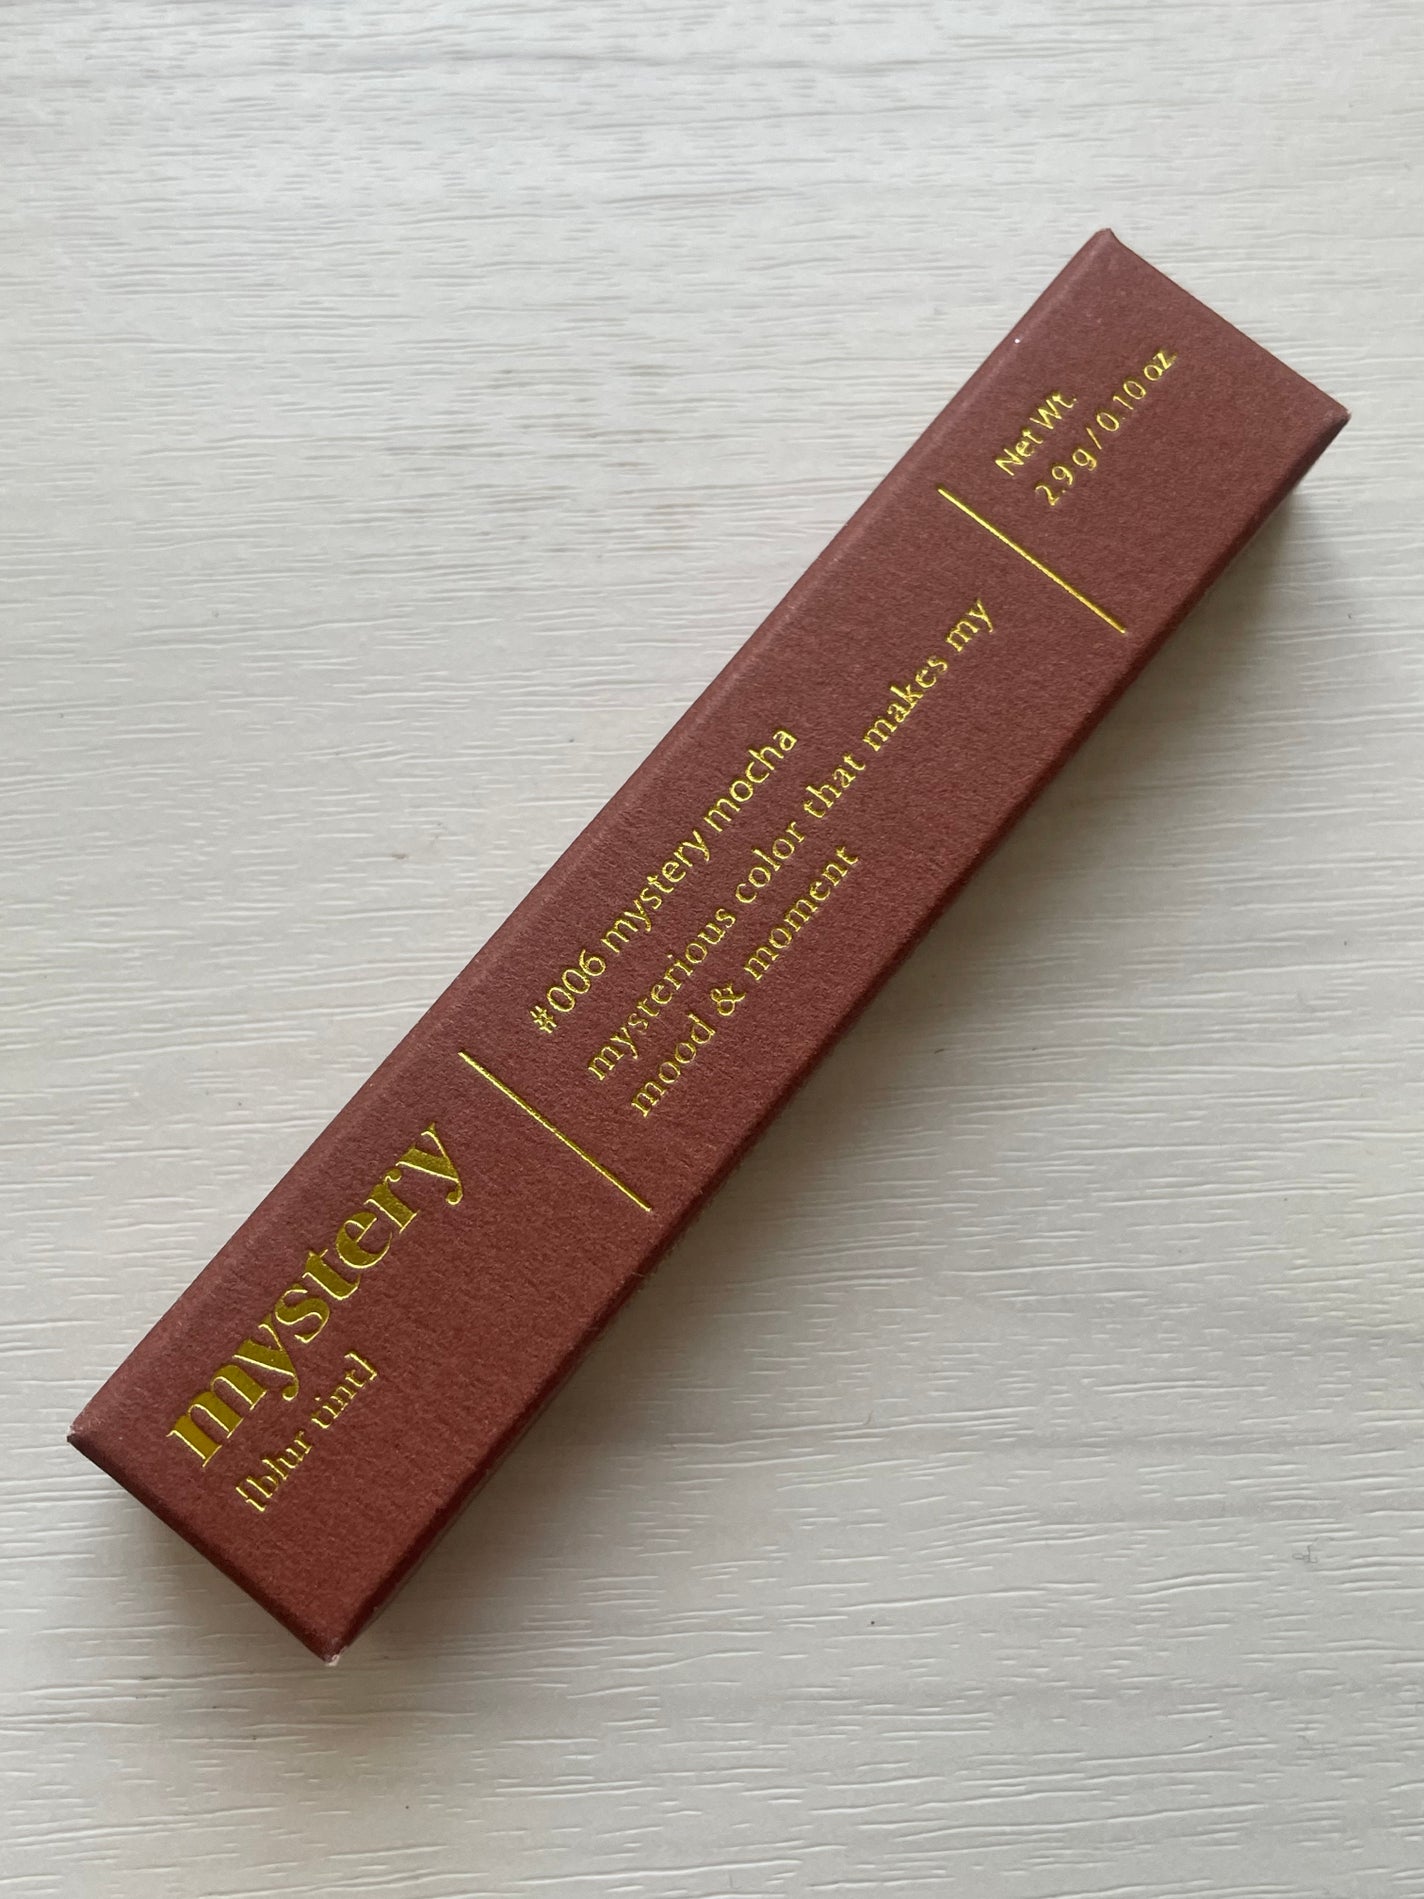 mystery
[blur tint]
#006 mystery mocha
mysterious color that makes my
mood & moment
Net Wt.
2.9 g / 0.10 oz.